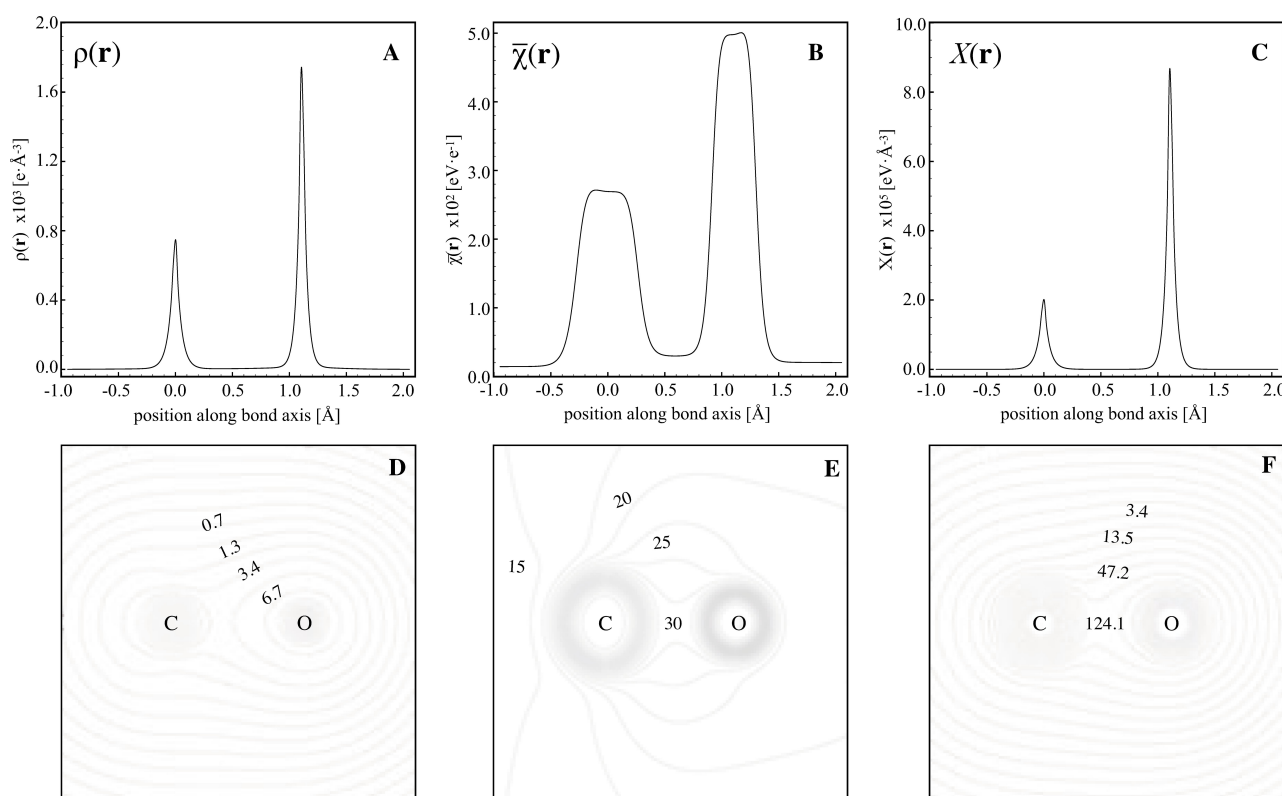 ρ(r) A
ρ(r) x10³ [e·Å⁻³]
2.0
1.6
1.2
0.8
0.4
0.0
-1.0 -0.5 0.0 0.5 1.0 1.5 2.0
position along bond axis [Å]
χ̅(r) B
χ̅(r) x10² [eV·e⁻¹]
5.0
4.0
3.0
2.0
1.0
0.0
-1.0 -0.5 0.0 0.5 1.0 1.5 2.0
position along bond axis [Å]
X(r) C
X(r) x10⁵ [eV·Å⁻³]
10.0
8.0
6.0
4.0
2.0
0.0
-1.0 -0.5 0.0 0.5 1.0 1.5 2.0
position along bond axis [Å]
D
0.7
1.3
3.4
6.7
C O
E
20
25
15
C 30 O
F
3.4
13.5
47.2
C 124.1 O